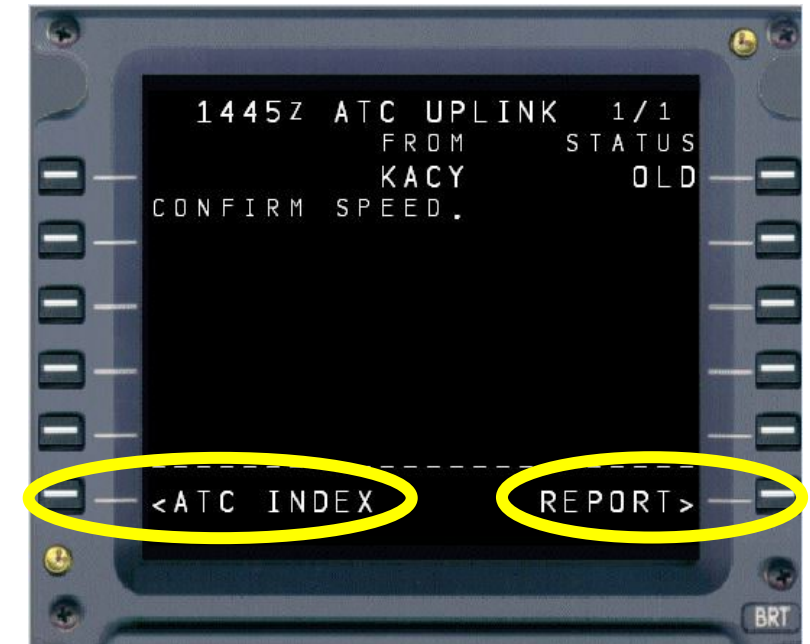 1445Z ATC UPLINK 1/1
FROM STATUS
KACY OLD
CONFIRM SPEED.
<ATC INDEX REPORT>
BRT